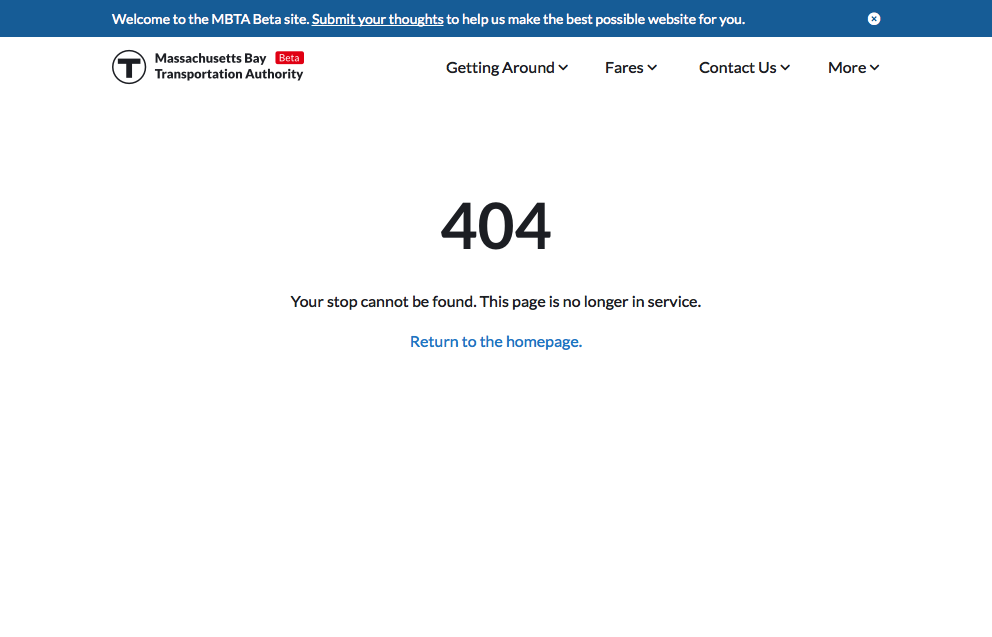 Welcome to the MBTA Beta site. Submit your thoughts to help us make the best possible website for you.
T
Massachusetts Bay Beta
Transportation Authority
Getting Around Fares Contact Us More
404
Your stop cannot be found. This page is no longer in service.
Return to the homepage.